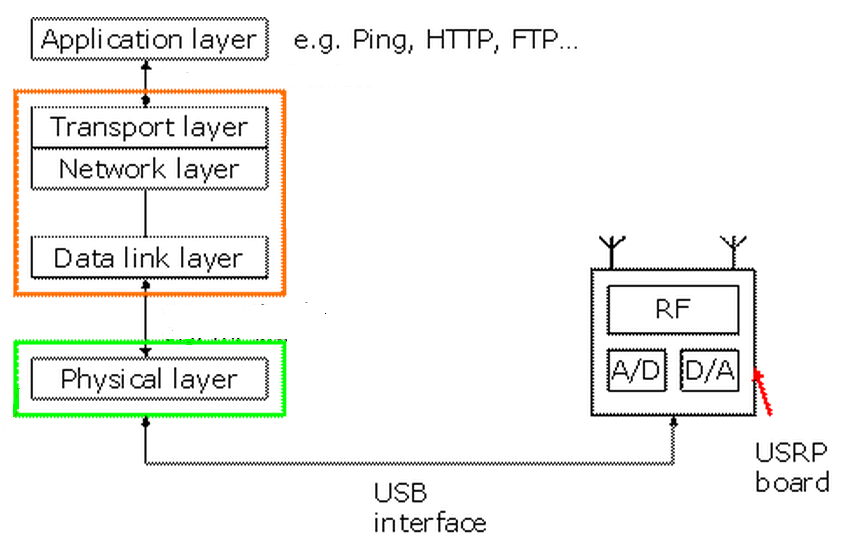 Application layer
e.g. Ping, HTTP, FTP...
Transport layer
Network layer
Data link layer
Physical layer
RF
A/D
D/A
USRP
board
USB
interface